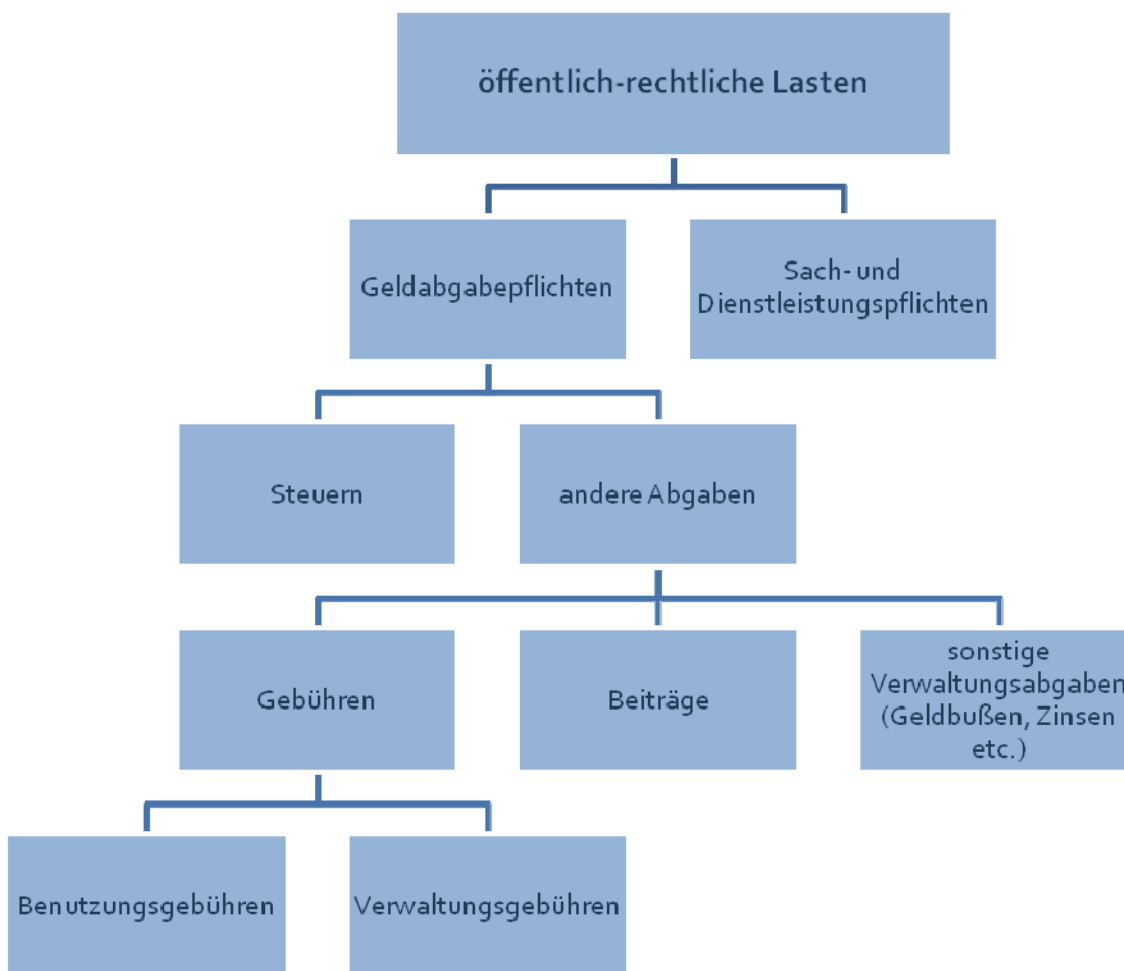 öffentlich-rechtliche Lasten
Geldabgabepflichten
Sach- und
Dienstleistungspflichten
Steuern
andere Abgaben
Gebühren
Beiträge
sonstige
Verwaltungsabgaben
(Geldbußen, Zinsen
etc.)
Benutzungsgebühren
Verwaltungsgebühren